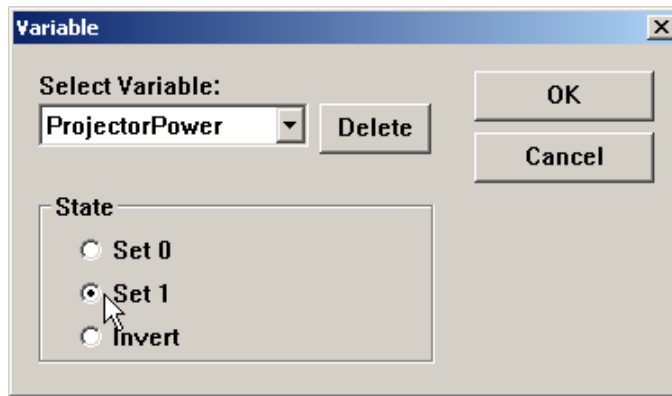 Variable
Select Variable:
ProjectorPower
Delete
OK
Cancel
State
Set 0
Set 1
Invert